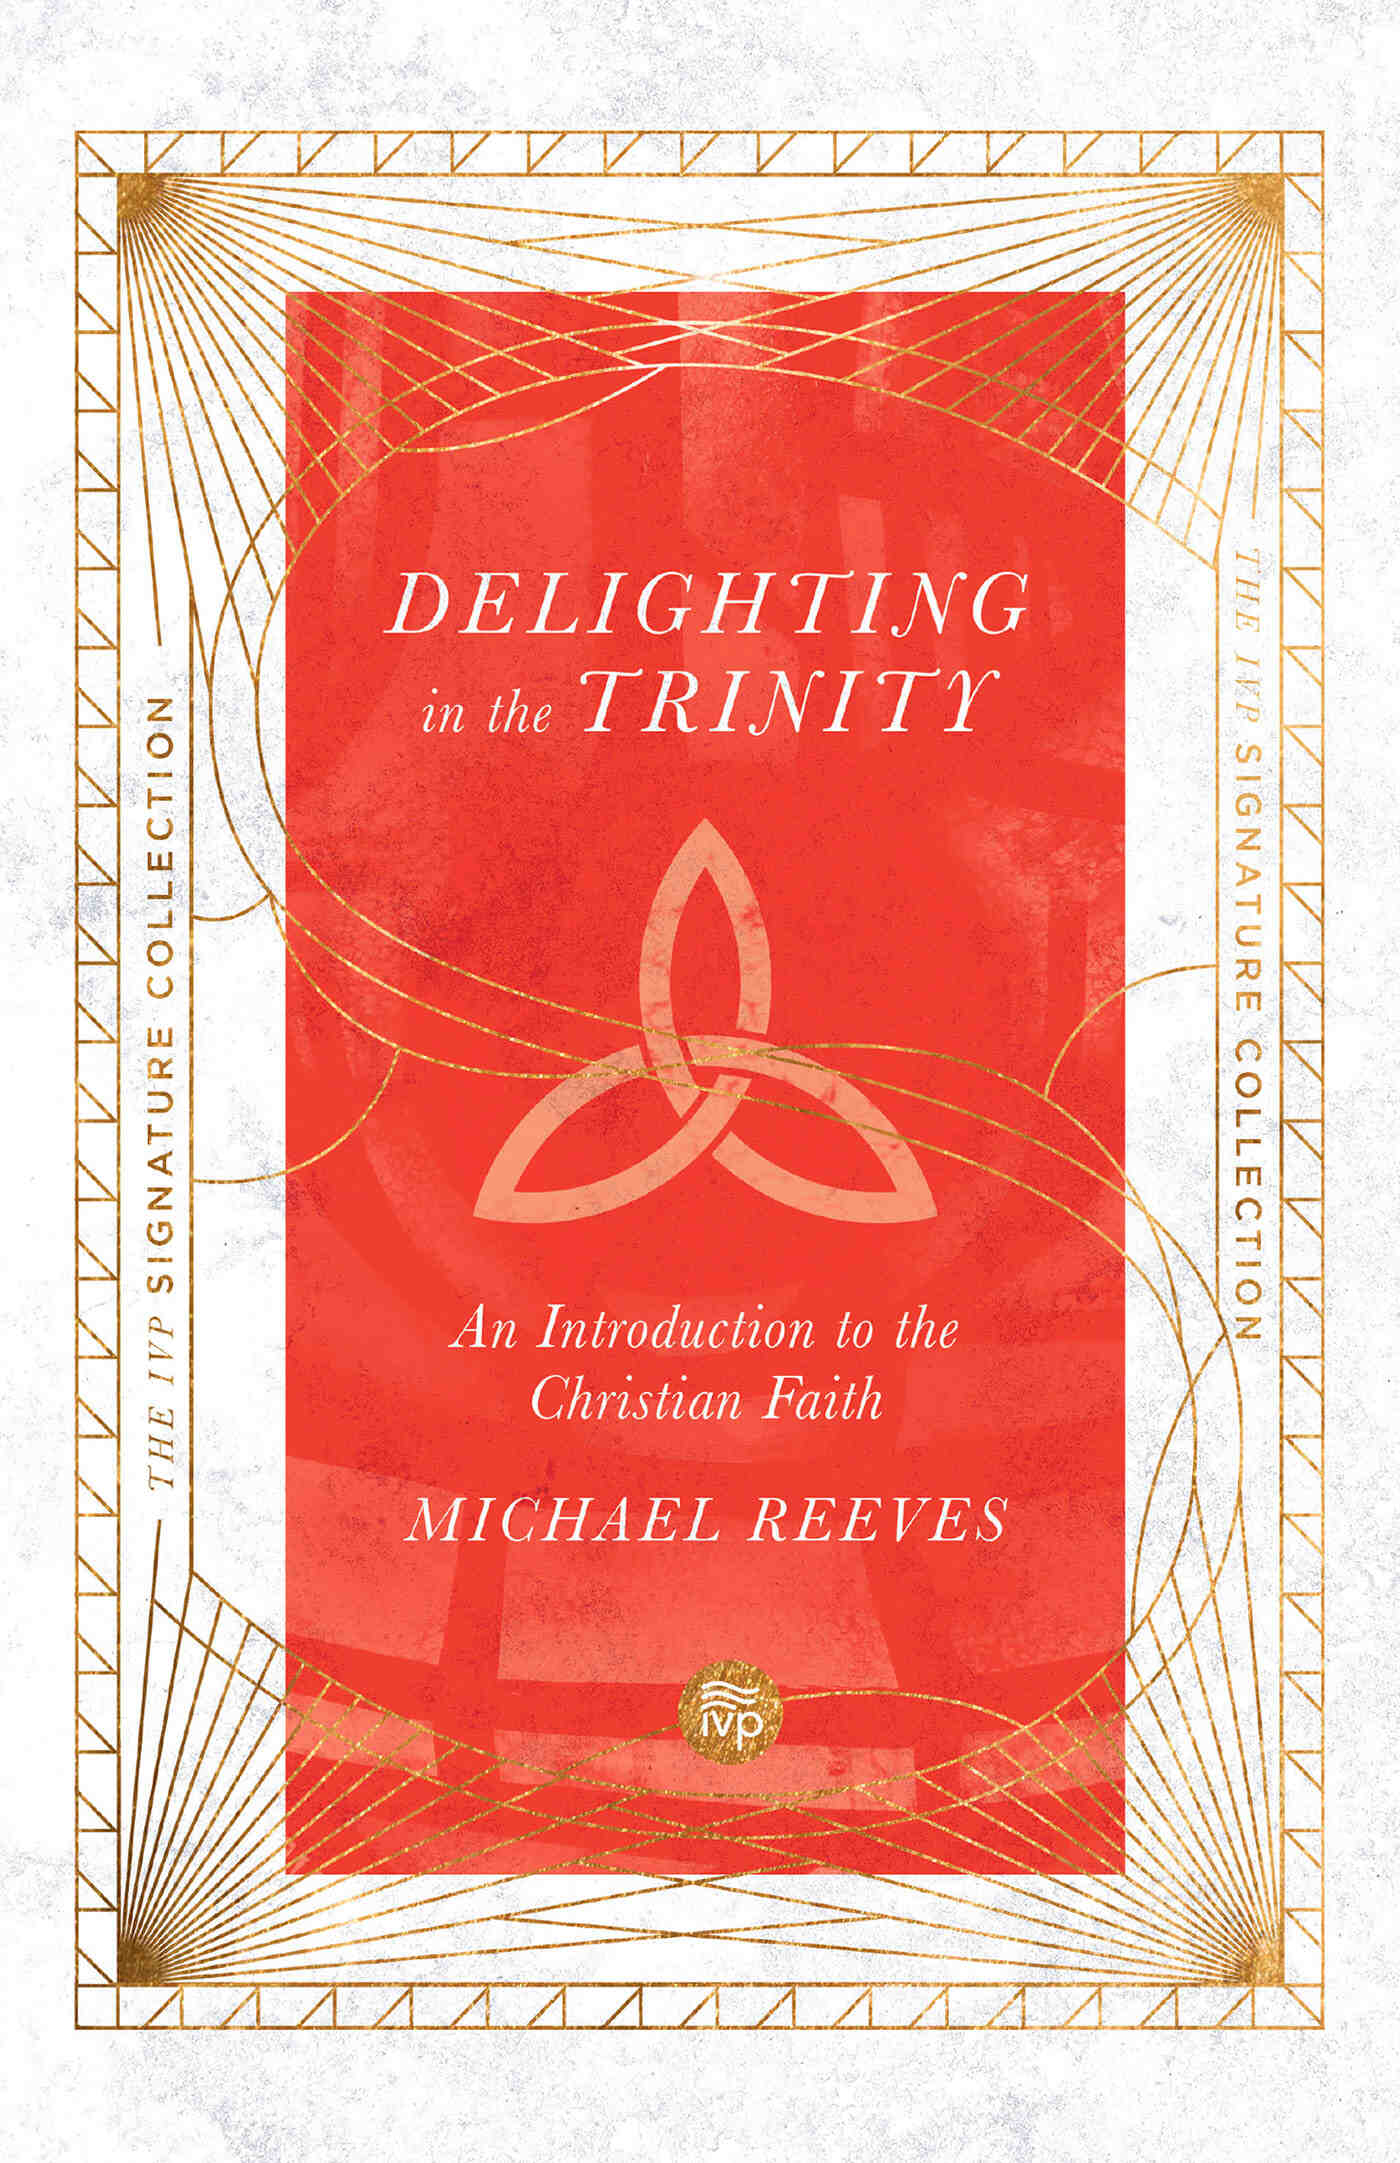 DELIGHTING
in the TRINITY
An Introduction to the
Christian Faith
MICHAEL REEVES
ivp
THE IVP SIGNATURE COLLECTION
THE IVP SIGNATURE COLLECTION